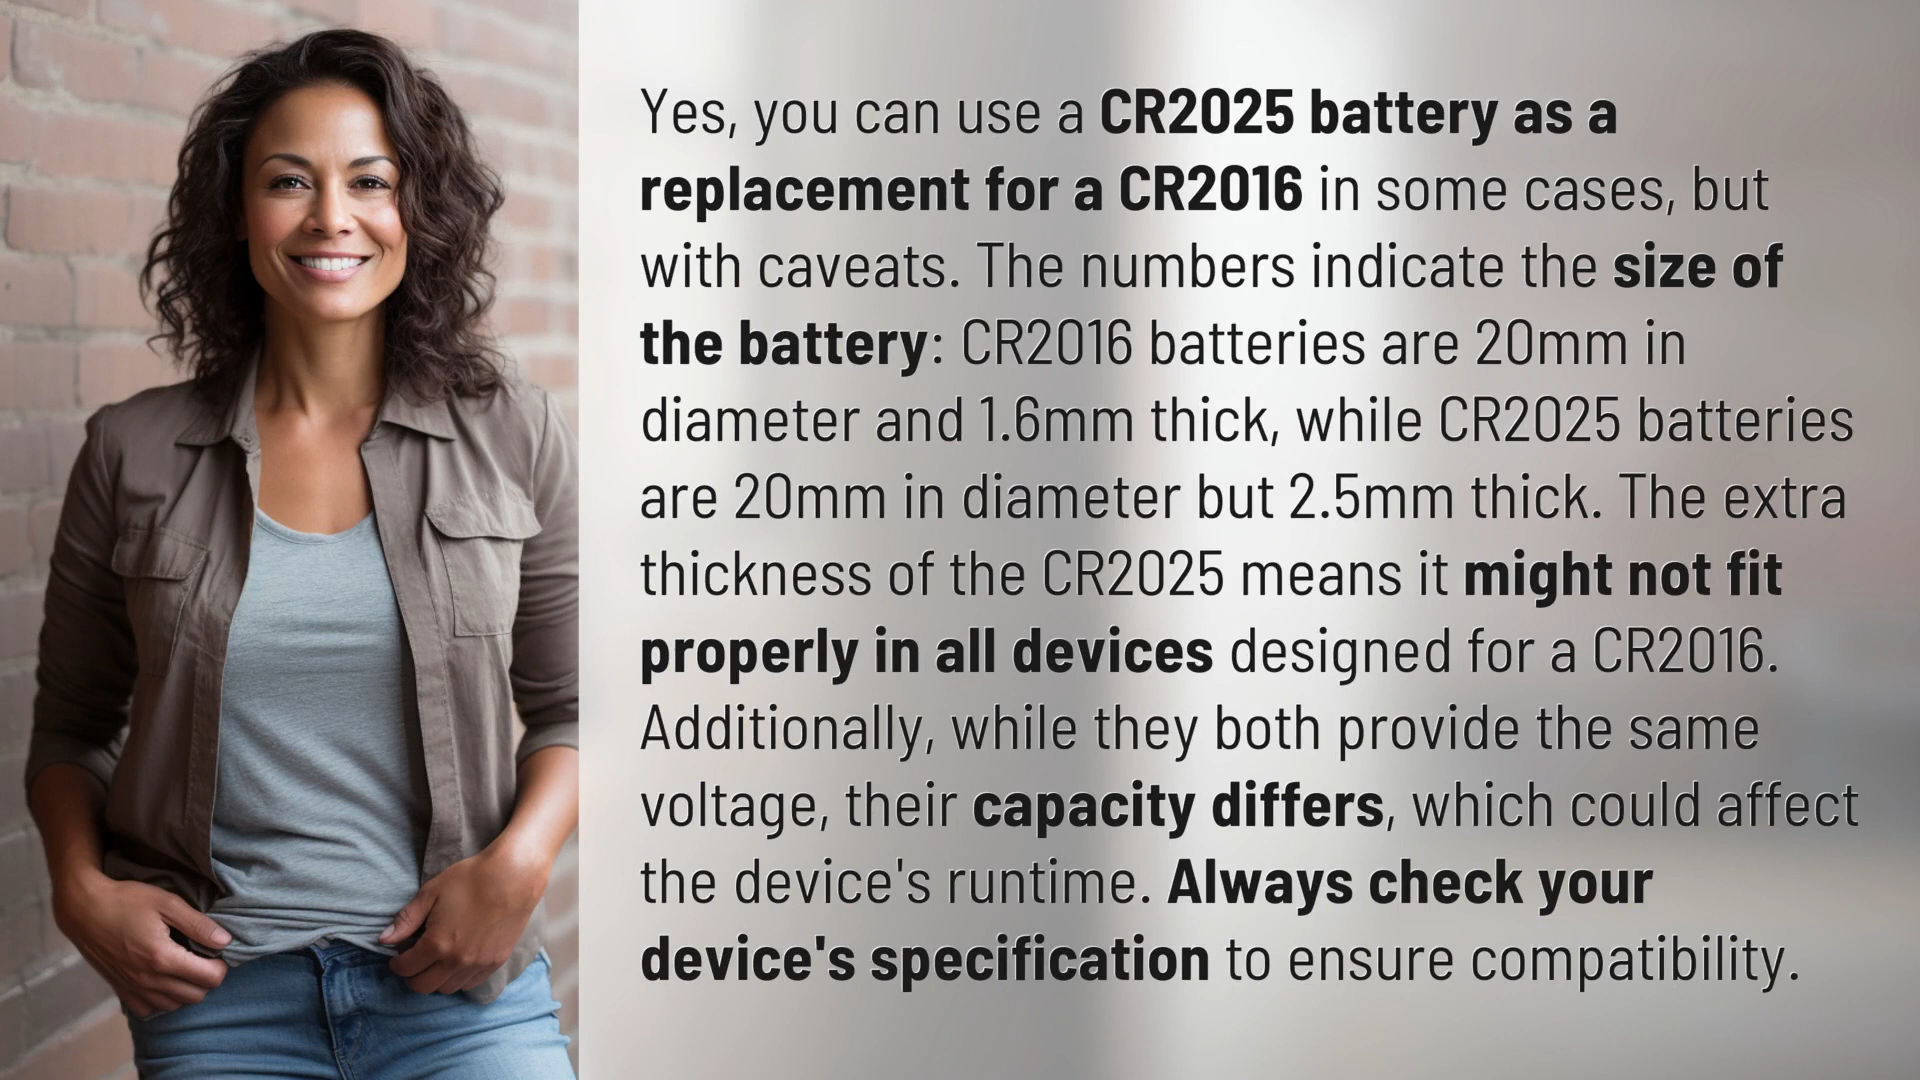 Yes, you can use a CR2025 battery as a
replacement for a CR2016 in some cases, but
with caveats. The numbers indicate the size of
the battery: CR2016 batteries are 20mm in
diameter and 1.6mm thick, while CR2025 batteries
are 20mm in diameter but 2.5mm thick. The extra
thickness of the CR2025 means it might not fit
properly in all devices designed for a CR2016.
Additionally, while they both provide the same
voltage, their capacity differs, which could affect
the device's runtime. Always check your
device's specification to ensure compatibility.